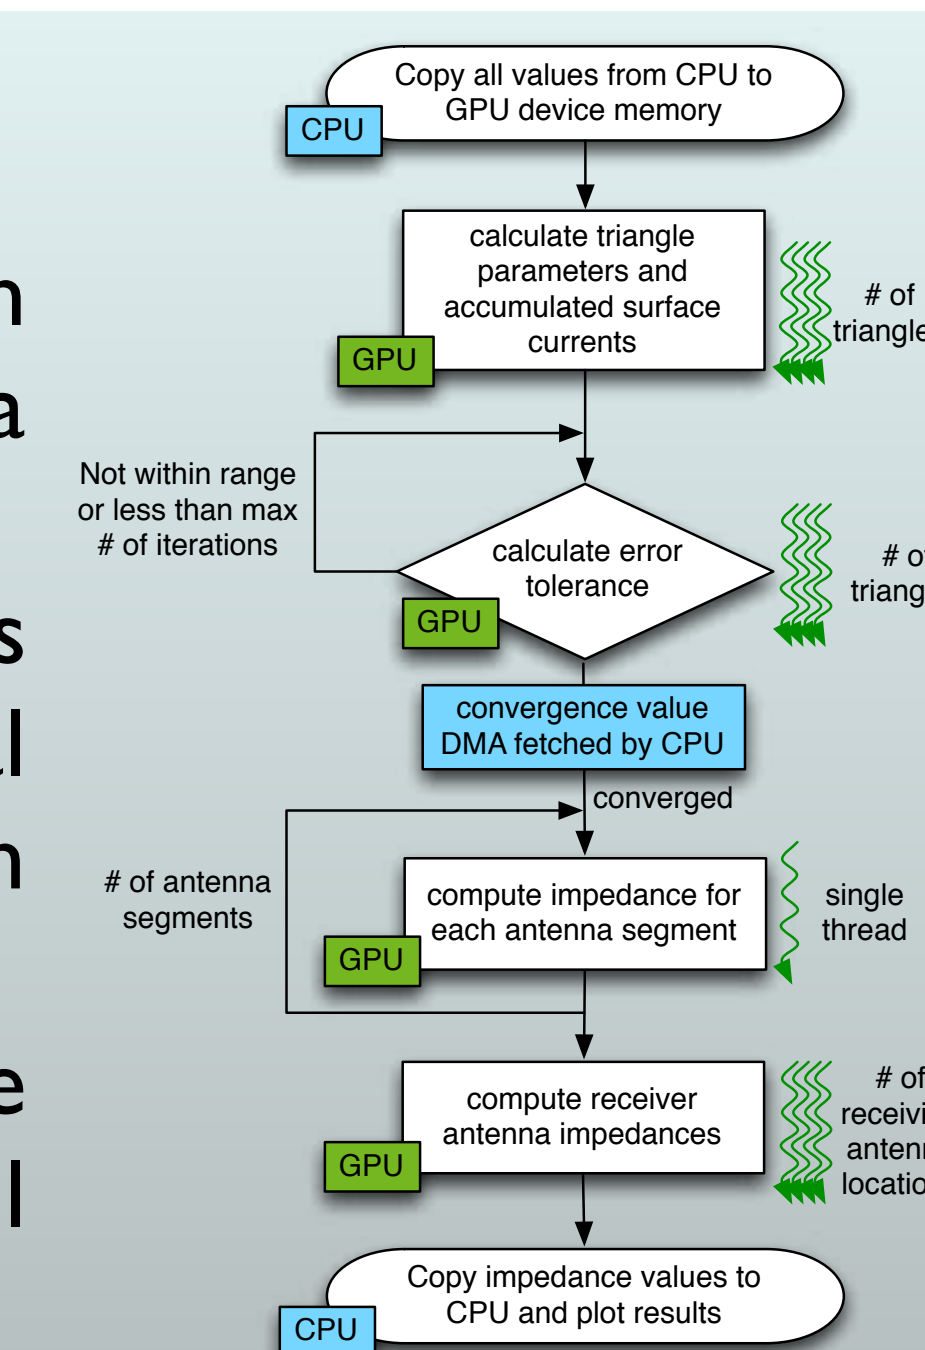 Copy all values from CPU to
GPU device memory
CPU
calculate triangle
parameters and
accumulated surface
currents
GPU
# of
Not within range
or less than max
# of iterations
calculate error
tolerance
GPU
#
convergence value
DMA fetched by CPU
converged
# of antenna
segments
compute impedance for
each antenna segment
GPU
single
thread
compute receiver
antenna impedances
GPU
# of
Copy impedance values to
CPU and plot results
CPU